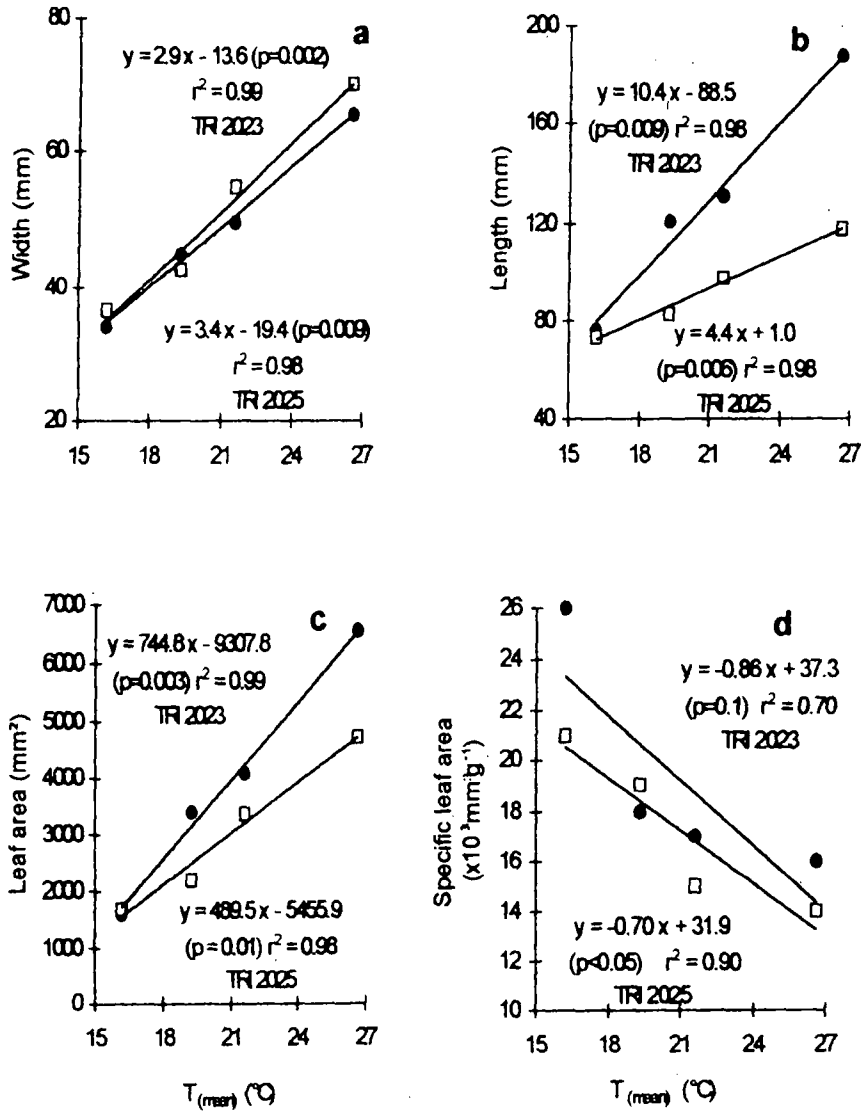 a
80
60
40
20
Width (mm)
y = 2.9 x - 13.6 (p=0.002)
r² = 0.99
TRI 2023
y = 3.4 x - 19.4 (p=0.009)
r² = 0.98
TRI 2025
15 18 21 24 27
b
200
160
120
80
40
Length (mm)
y = 10.4 x - 88.5
(p=0.009) r² = 0.98
TRI 2023
y = 4.4 x + 1.0
(p=0.006) r² = 0.98
TRI 2025
15 18 21 24 27
c
7000
6000
5000
4000
3000
2000
1000
0
Leaf area (mm²)
y = 744.8 x - 9307.8
(p=0.003) r² = 0.99
TRI 2023
y = 489.5 x - 5455.9
(p = 0.01) r² = 0.98
TRI 2025
15 18 21 24 27
T (mean) (°C)
d
26
24
22
20
18
16
14
12
10
Specific leaf area
(x10³mm²g⁻¹)
y = -0.86 x + 37.3
(p=0.1) r² = 0.70
TRI 2023
y = -0.70 x + 31.9
(p<0.05) r² = 0.90
TRI 2025
15 18 21 24 27
T (mean) (°C)